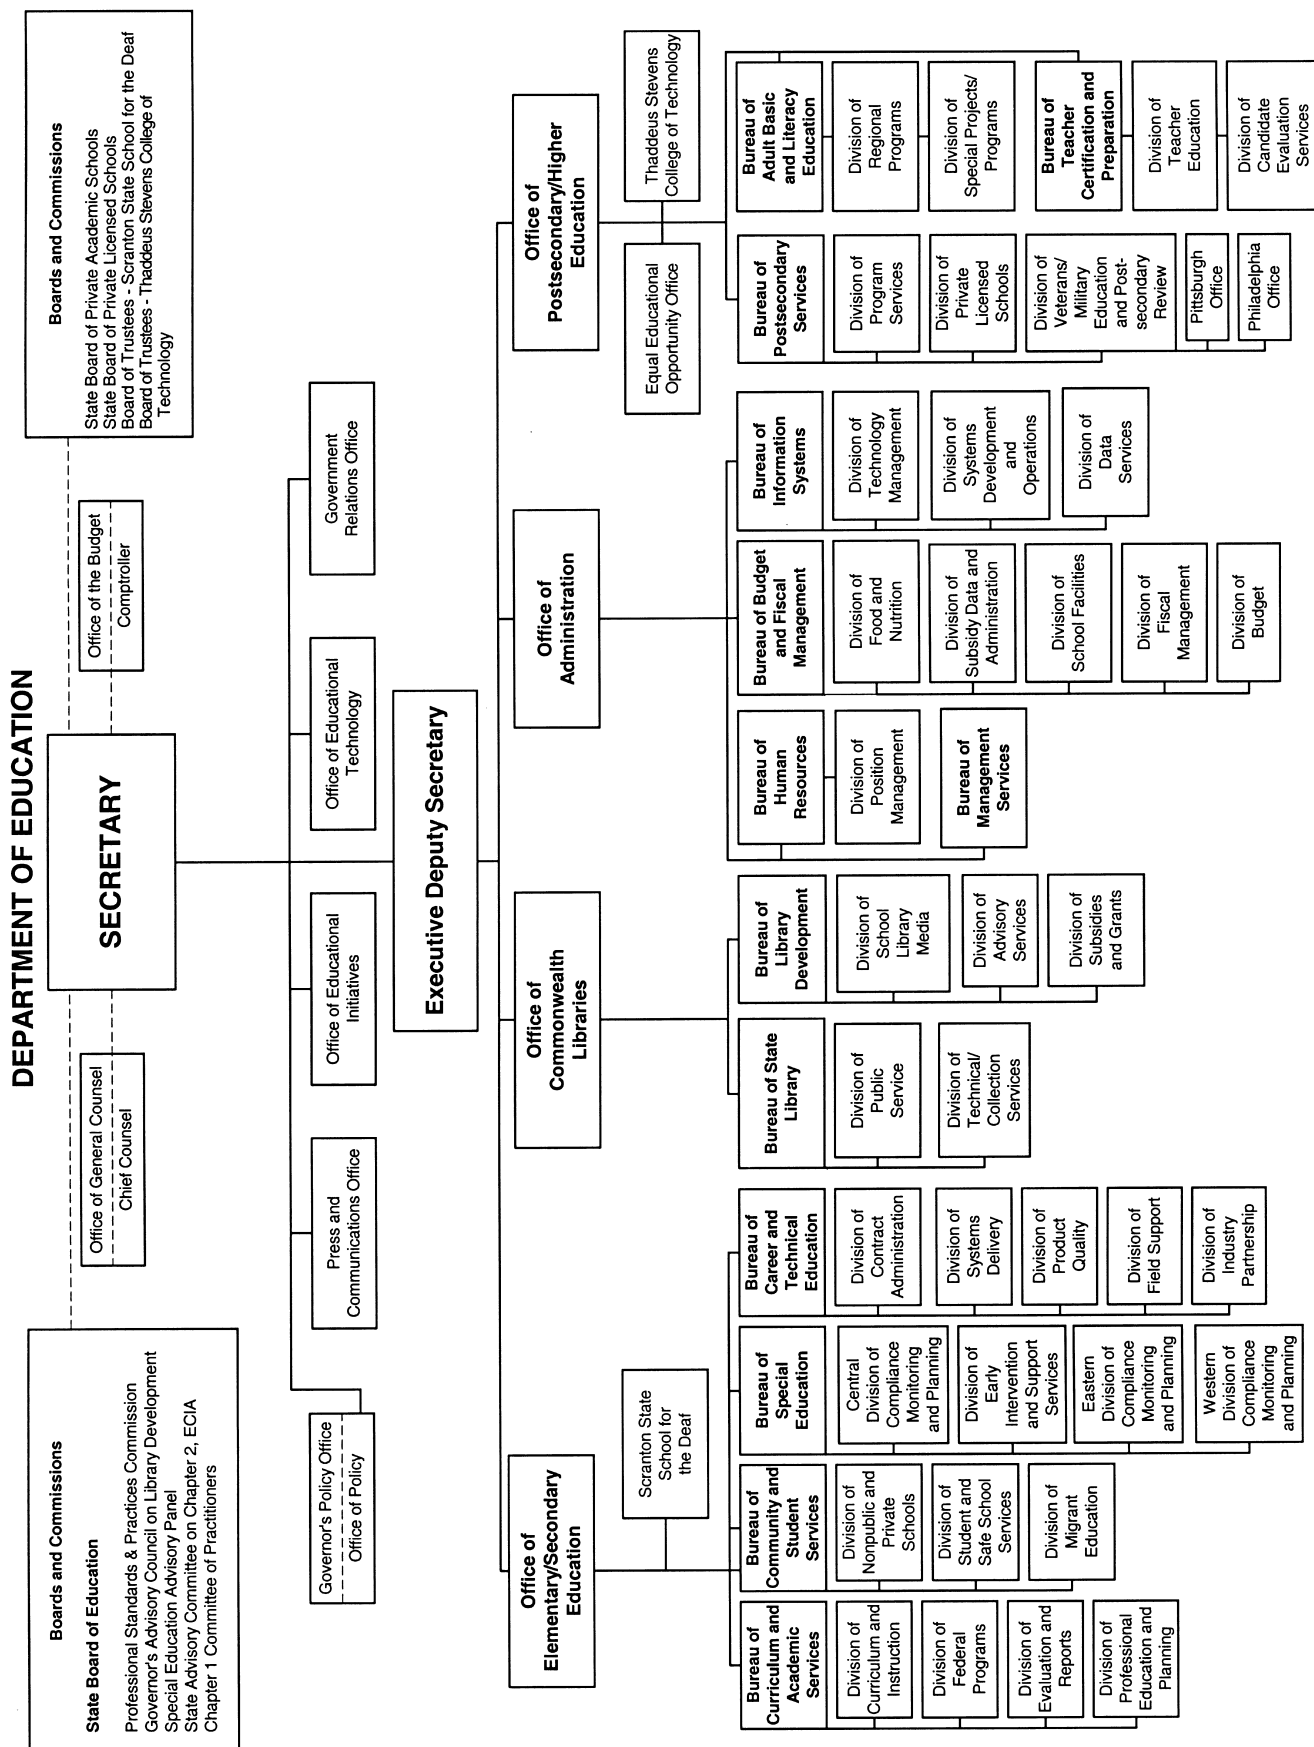 DEPARTMENT OF EDUCATION
Boards and Commissions
State Board of Education
Professional Standards & Practices Commission
Governor's Advisory Council on Library Development
Special Education Advisory Panel
State Advisory Committee on Chapter 2, ECIA
Chapter 1 Committee of Practitioners
Office of General Counsel
Chief Counsel
SECRETARY
Office of the Budget
Comptroller
Boards and Commissions
State Board of Private Academic Schools
State Board of Private Licensed Schools
Board of Trustees - Scranton State School for the Deaf
Board of Trustees - Thaddeus Stevens College of
Technology
Governor's Policy Office
Office of Policy
Press and
Communications Office
Office of Educational
Initiatives
Office of Educational
Technology
Government
Relations Office
Executive Deputy Secretary
Office of
Elementary/Secondary
Education
Office of
Commonwealth
Libraries
Office of
Administration
Office of
Postsecondary/Higher
Education
Scranton State
School for
the Deaf
Equal Educational
Opportunity Office
Thaddeus Stevens
College of Technology
Bureau of
Curriculum and
Academic
Services
Division of
Curriculum and
Instruction
Division of
Federal
Programs
Division of
Evaluation and
Reports
Division of
Professional
Education and
Planning
Bureau of
Community and
Student
Services
Division of
Nonpublic and
Private
Schools
Division of
Student and
Safe School
Services
Division of
Migrant
Education
Bureau of
Special
Education
Central
Division of
Compliance
Monitoring
and Planning
Division of
Early
Intervention
and Support
Services
Eastern
Division of
Compliance
Monitoring
and Planning
Western
Division of
Compliance
Monitoring
and Planning
Bureau of
Career and
Technical
Education
Division of
Contract
Administration
Division of
Systems
Delivery
Division of
Product
Quality
Division of
Field Support
Division of
Industry
Partnership
Bureau of State
Library
Division of
Public
Service
Division of
Technical/
Collection
Services
Bureau of
Library
Development
Division of
School
Library
Media
Division of
Advisory
Services
Division of
Subsidies
and Grants
Bureau of
Human
Resources
Division of
Position
Management
Bureau of
Management
Services
Bureau of Budget
and Fiscal
Management
Division of
Food and
Nutrition
Division of
Subsidy Data and
Administration
Division of
School Facilities
Division of
Fiscal
Management
Division of
Budget
Bureau of
Information
Systems
Division of
Technology
Management
Division of
Systems
Development
and
Operations
Division of
Data
Services
Bureau of
Postsecondary
Services
Division of
Program
Services
Division of
Private
Licensed
Schools
Division of
Veterans/
Military
Education
and Post-
secondary
Review
Pittsburgh
Office
Philadelphia
Office
Bureau of
Adult Basic
and Literacy
Education
Division of
Regional
Programs
Division of
Special Projects/
Programs
Bureau of
Teacher
Certification and
Preparation
Division of
Teacher
Education
Division of
Candidate
Evaluation
Services